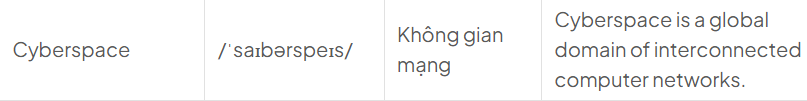 Cyberspace
/ˈsaɪbərspeɪs/
Không gian
mạng
Cyberspace is a global
domain of interconnected
computer networks.